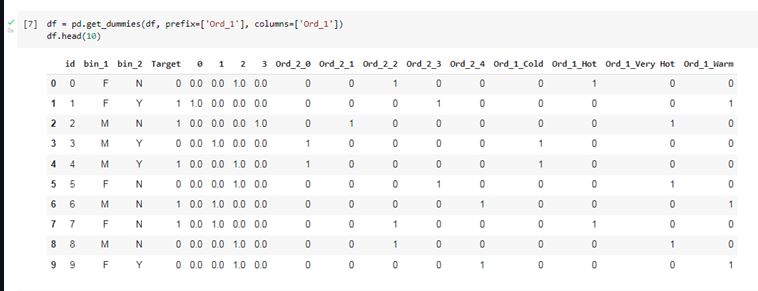 [7] df = pd.get_dummies(df, prefix=['Ord_1'], columns=['Ord_1'])
df.head(10)
id bin_1 bin_2 Target 0 1 2 3 Ord_2_0 Ord_2_1 Ord_2_2 Ord_2_3 Ord_2_4 Ord_1_Cold Ord_1_Hot Ord_1_Very Hot Ord_1_Warm
0 0 F N 0 0.0 0.0 1.0 0.0 0 0 1 0 0 0 1 0 0
1 1 F Y 1 1.0 0.0 0.0 0.0 0 0 0 1 0 0 0 0 1
2 2 M N 1 0.0 0.0 0.0 1.0 0 1 0 0 0 0 0 1 0
3 3 M Y 0 0.0 1.0 0.0 0.0 1 0 0 0 0 1 0 0 0
4 4 M Y 1 0.0 0.0 1.0 0.0 1 0 0 0 0 1 0 0 0
5 5 F N 0 0.0 0.0 1.0 0.0 0 0 0 1 0 0 0 1 0
6 6 M N 1 0.0 1.0 0.0 0.0 0 0 0 0 1 0 0 0 1
7 7 F N 1 0.0 1.0 0.0 0.0 0 0 1 0 0 0 1 0 0
8 8 M N 0 0.0 0.0 1.0 0.0 0 0 1 0 0 0 0 1 0
9 9 F Y 0 0.0 0.0 1.0 0.0 0 0 0 0 1 0 0 0 1